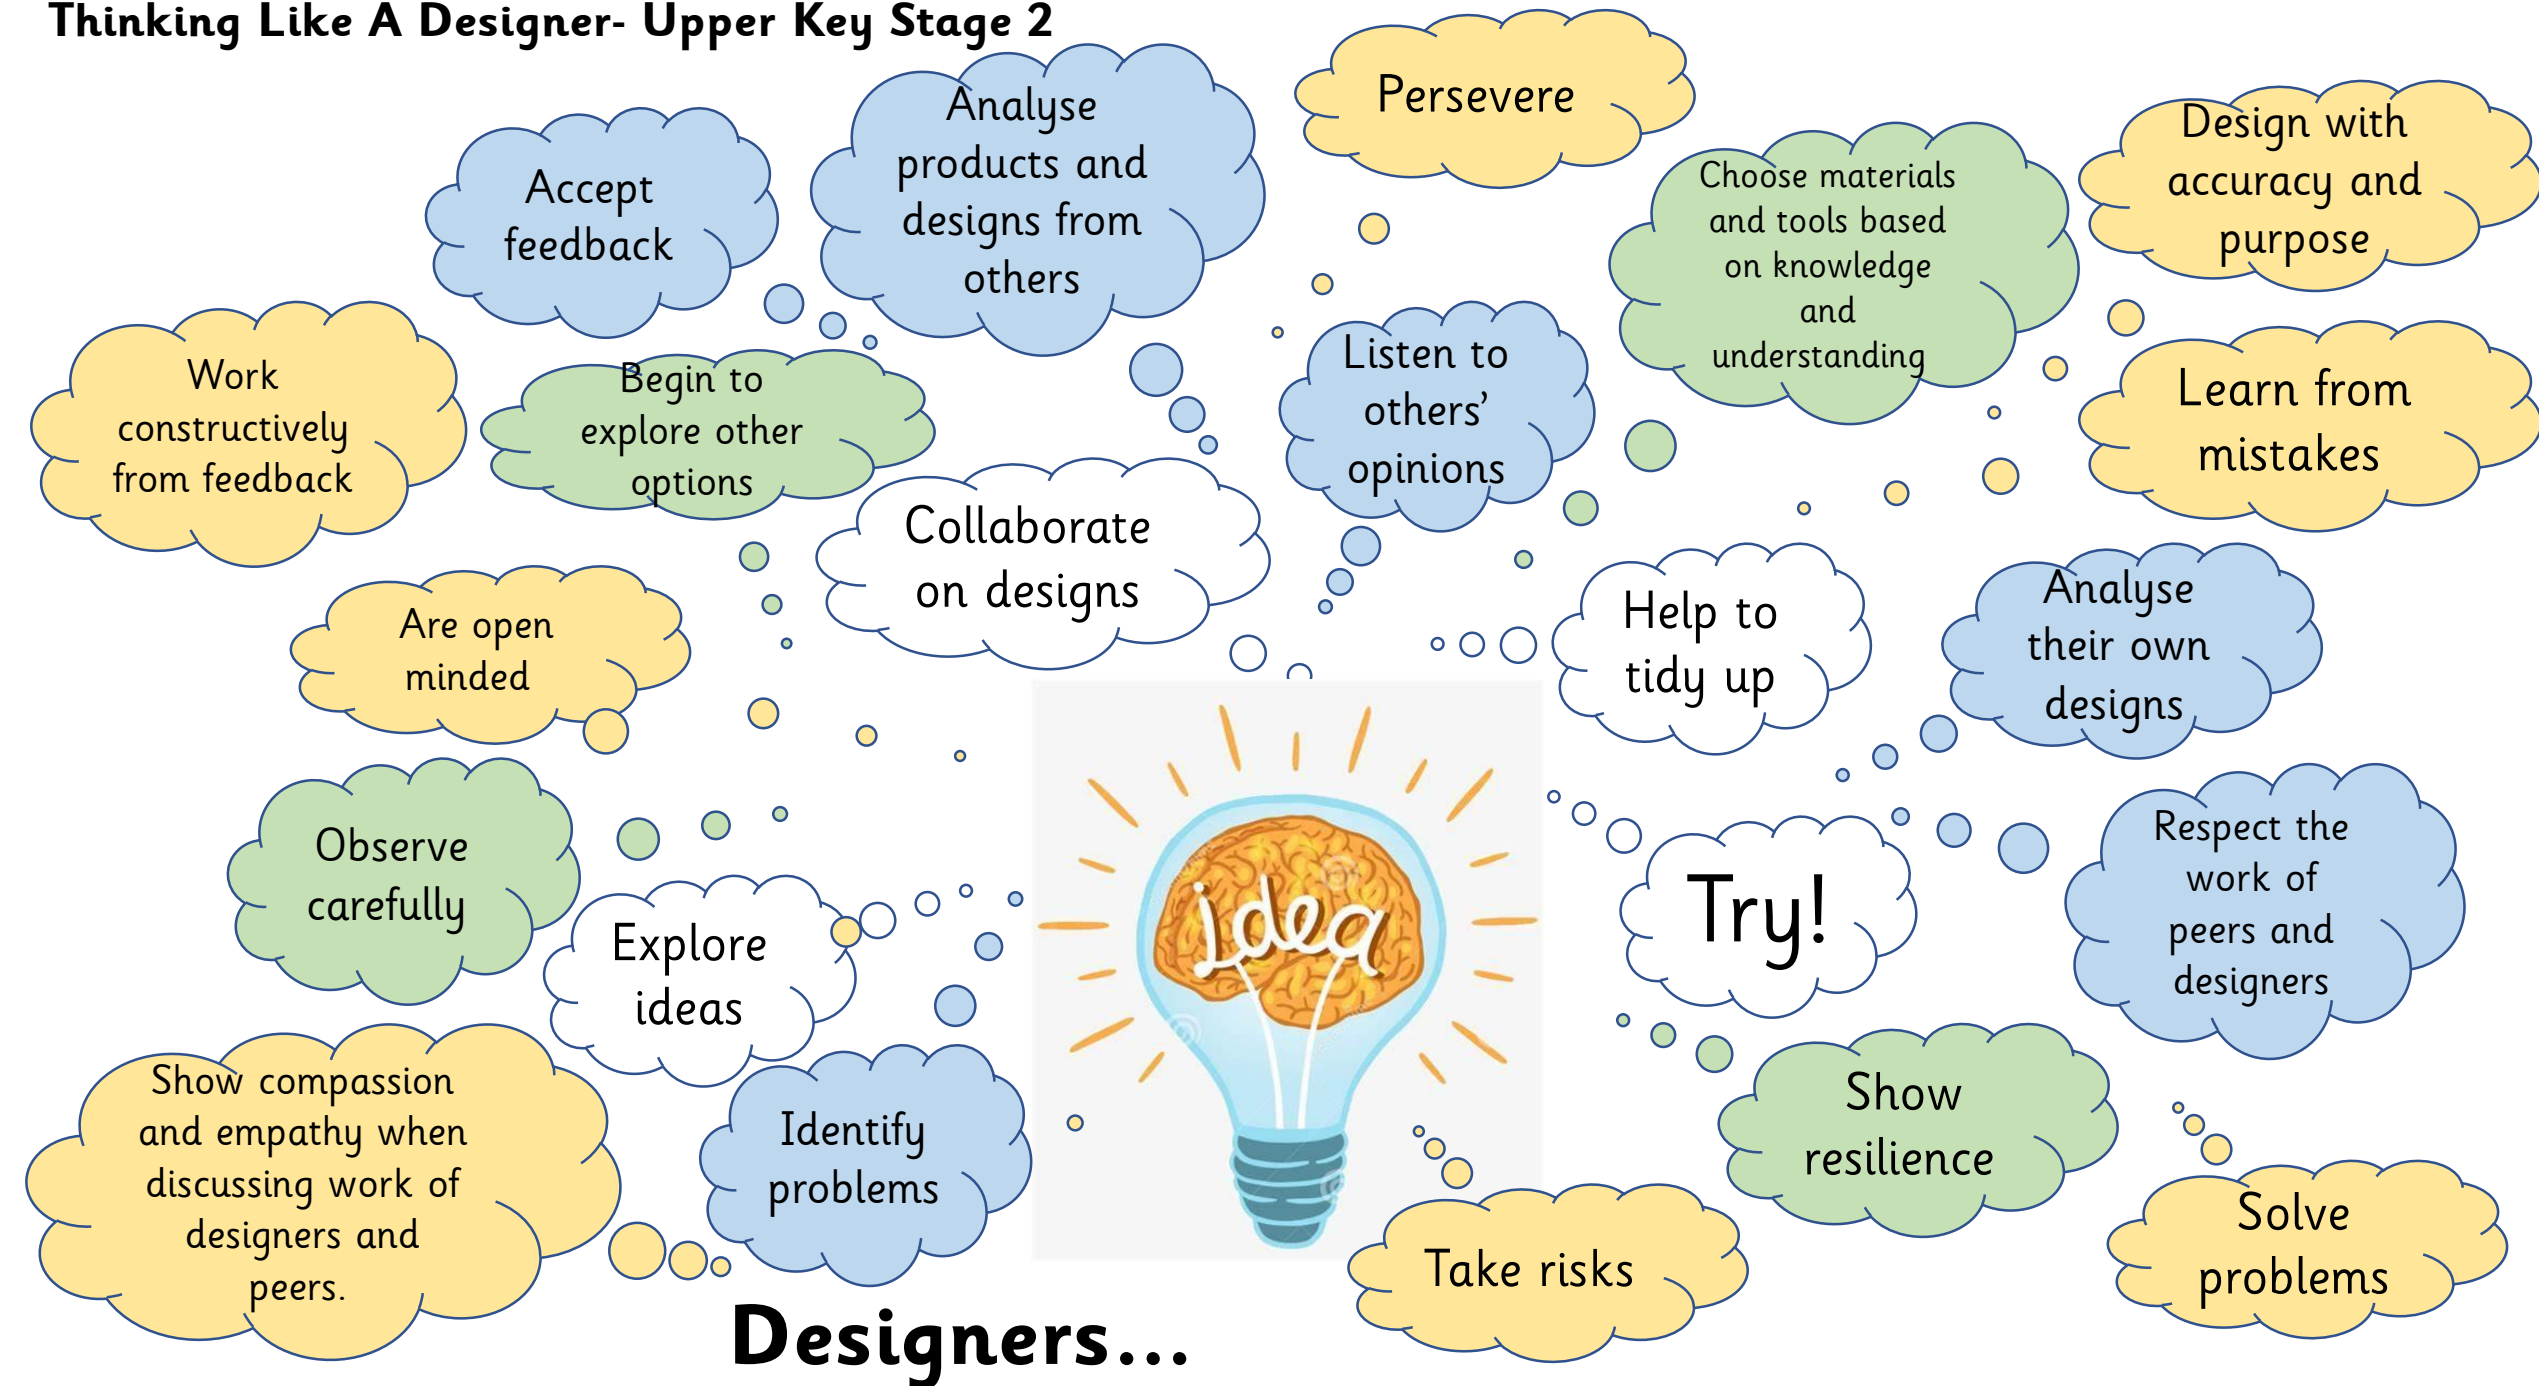 Thinking Like A Designer- Upper Key Stage 2
Persevere
Analyse
products and
designs from
others
Accept
feedback
Choose materials
and tools based
on knowledge
and
understanding
Design with
accuracy and
purpose
Work
constructively
from feedback
Begin to
explore other
options
Listen to
others’
opinions
Learn from
mistakes
Collaborate
on designs
Are open
minded
Help to
tidy up
Analyse
their own
designs
Observe
carefully
Explore
ideas
idea
Try!
Respect the
work of
peers and
designers
Show compassion
and empathy when
discussing work of
designers and
peers.
Identify
problems
Show
resilience
Take risks
Solve
problems
Designers...